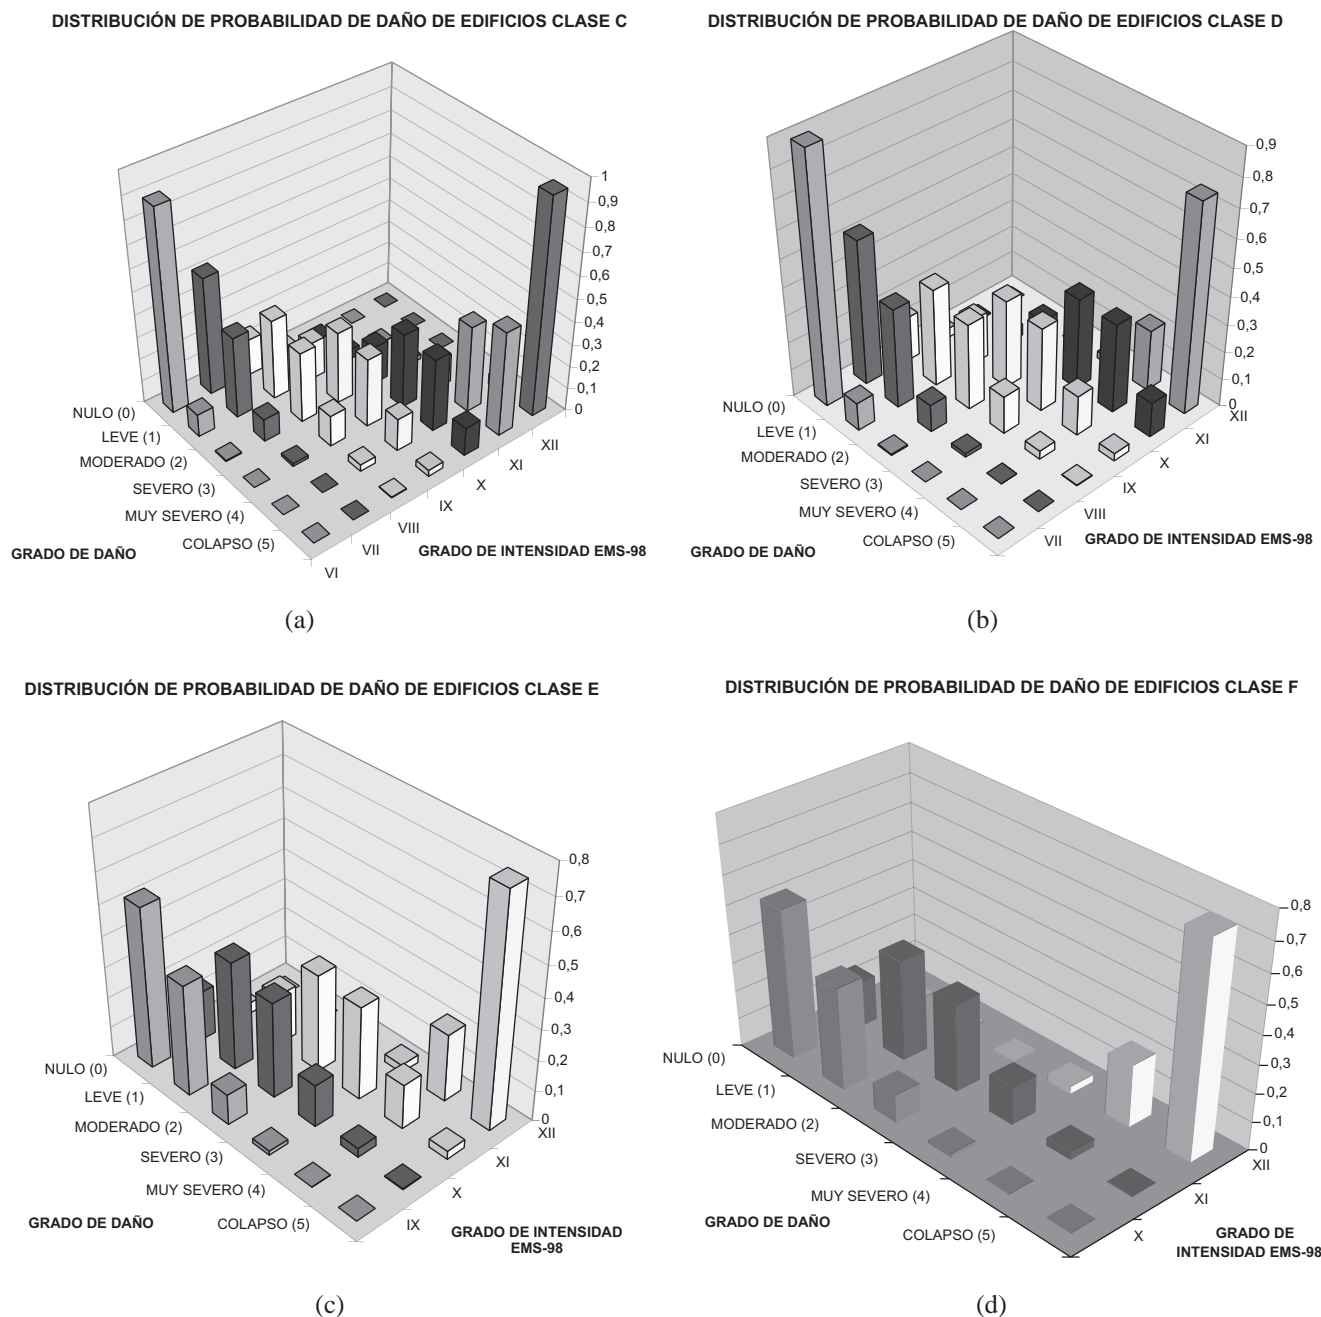 DISTRIBUCIÓN DE PROBABILIDAD DE DAÑO DE EDIFICIOS CLASE C
1
0,9
0,8
0,7
0,6
0,5
0,4
0,3
0,2
0,1
0
NULO (0)
LEVE (1)
MODERADO (2)
SEVERO (3)
MUY SEVERO (4)
COLAPSO (5)
GRADO DE DAÑO
XII
XI
X
IX
VIII
VII
VI
GRADO DE INTENSIDAD EMS-98
(a)
DISTRIBUCIÓN DE PROBABILIDAD DE DAÑO DE EDIFICIOS CLASE D
0,9
0,8
0,7
0,6
0,5
0,4
0,3
0,2
0,1
0
NULO (0)
LEVE (1)
MODERADO (2)
SEVERO (3)
MUY SEVERO (4)
COLAPSO (5)
GRADO DE DAÑO
XII
XI
X
IX
VIII
VII
GRADO DE INTENSIDAD EMS-98
(b)
DISTRIBUCIÓN DE PROBABILIDAD DE DAÑO DE EDIFICIOS CLASE E
0,8
0,7
0,6
0,5
0,4
0,3
0,2
0,1
0
NULO (0)
LEVE (1)
MODERADO (2)
SEVERO (3)
MUY SEVERO (4)
COLAPSO (5)
GRADO DE DAÑO
XII
XI
X
IX
GRADO DE INTENSIDAD
EMS-98
(c)
DISTRIBUCIÓN DE PROBABILIDAD DE DAÑO DE EDIFICIOS CLASE F
0,8
0,7
0,6
0,5
0,4
0,3
0,2
0,1
0
NULO (0)
LEVE (1)
MODERADO (2)
SEVERO (3)
MUY SEVERO (4)
COLAPSO (5)
GRADO DE DAÑO
XII
XI
X
GRADO DE
INTENSIDAD EMS-98
(d)